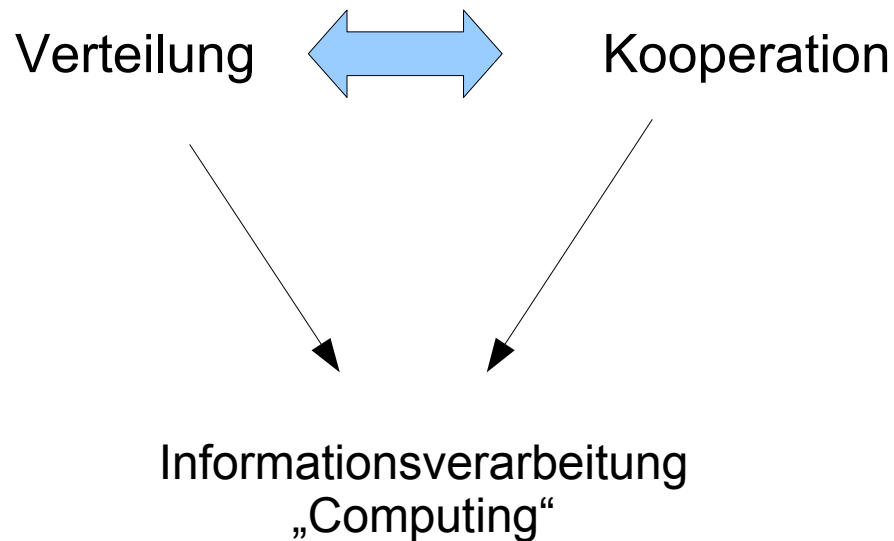 Verteilung
Kooperation
Informationsverarbeitung
„Computing“